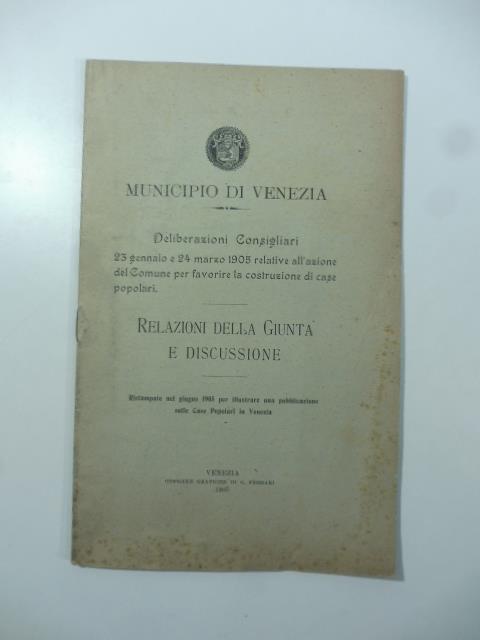 MUNICIPIO DI VENEZIA
Deliberazioni Consigliari
23 gennaio e 24 marzo 1905 relative all'azione
del Comune per favorire la costruzione di case
popolari.
RELAZIONI DELLA GIUNTA
E DISCUSSIONE
Ristampate nel giugno 1905 per illustrare una pubblicazione
sulle Case Popolari in Venezia
VENEZIA
OFFICINE GRAFICHE DI C. FERRARI
1905